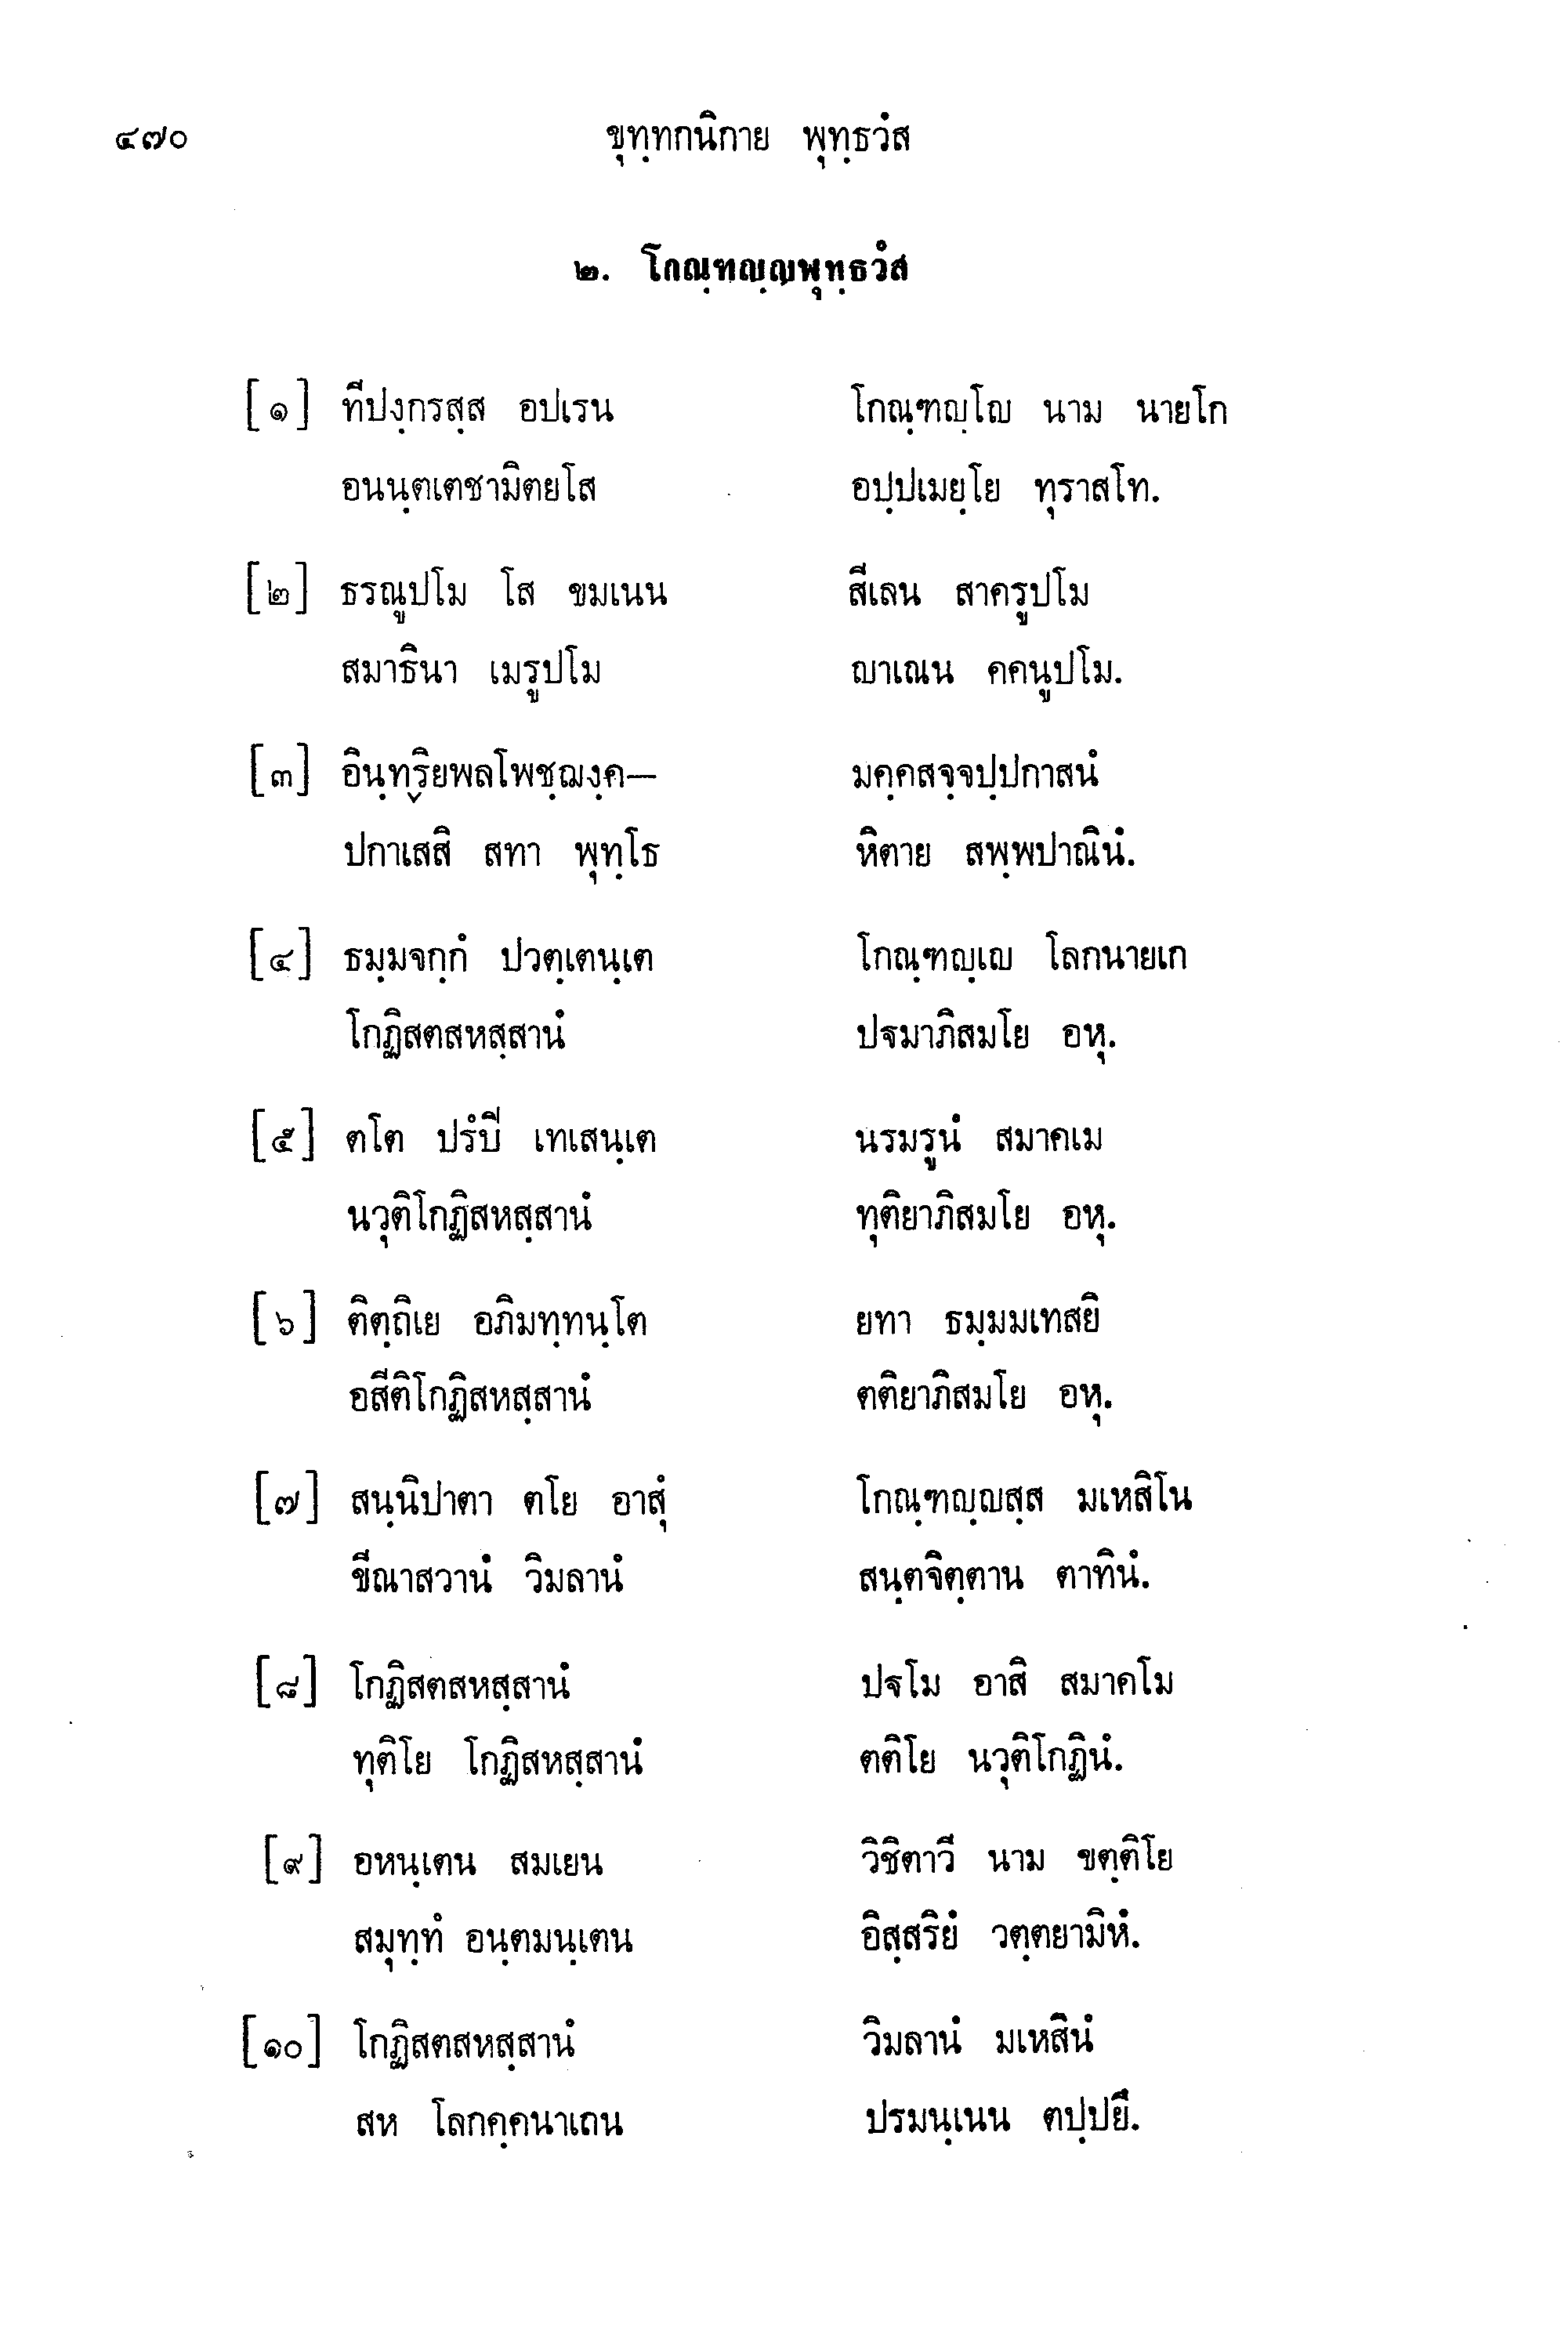 ๔๗๐ ขุทฺทกนิกาย พุทฺธวํส
๒. โกณฺฑญฺญพุทฺธวํส
[๑] ทีปงฺกรสฺส อปเรน โกณฺฑญฺโญ นาม นายโก
อนนฺตเตชามิตยโส อปฺปเมยฺโย ทุราสโท.
[๒] ธรณูปโม โส ขมเนน สีเลน สาครูปโม
สมาธินา เมรูปโม ญาเณน คคนูปโม.
[๓] อินฺทฺริยพลโพชฺฌงฺค– มคฺคสจฺจปฺปกาสนํ
ปกาเสสิ สทา พุทฺโธ หิตาย สพฺพปาณินํ.
[๔] ธมฺมจกฺกํ ปวตฺเตนฺเต โกณฺฑญฺเญ โลกนายเก
โกฏิสตสหสฺสานํ ปฐมาภิสมโย อหุ.
[๕] ตโต ปรํปิ เทเสนฺเต นรมรูนํ สมาคเม
นวุติโกฏิสหสฺสานํ ทุติยาภิสมโย อหุ.
[๖] ติตฺถิเย อภิมทฺทนฺโต ยทา ธมฺมมเทสยิ
อสีติโกฏิสหสฺสานํ ตติยาภิสมโย อหุ.
[๗] สนฺนิปาตา ตโย อาสุํ โกณฺฑญฺญสฺส มเหสิโน
ขีณาสวานํ วิมลานํ สนฺตจิตฺตาน ตาทินํ.
[๘] โกฏิสตสหสฺสานํ ปฐโม อาสิ สมาคโม
ทุติโย โกฏิสหสฺสานํ ตติโย นวุติโกฏินํ.
[๙] อหนฺเตน สมเยน วิชิตาวี นาม ขตฺติโย
สมุทฺทํ อนฺตมนฺเตน อิสฺสริยํ วตฺตยามิหํ.
[๑๐] โกฏิสตสหสฺสานํ วิมลานํ มเหสินํ
สห โลกคฺคนาเถน ปรมนฺเนน ตปฺปยึ.